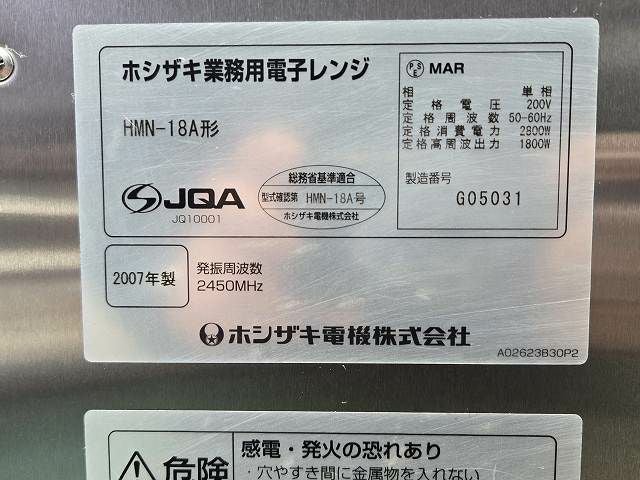 ホシザキ業務用電子レンジ
HMN-18A形
JQA
JQ10001
総務省基準適合
型式確認第 HMN-18A号
ホシザキ電機株式会社
PSE MAR
相 単相
定格電圧 200V
定格周波数 50-60Hz
定格消費電力 2800W
定格高周波出力 1800W
製造番号
G05031
2007年製
発振周波数
2450MHz
ホシザキ電機株式会社
A02623B30P2
危険
感電・発火の恐れあり
・穴やすき間に金属物を入れない